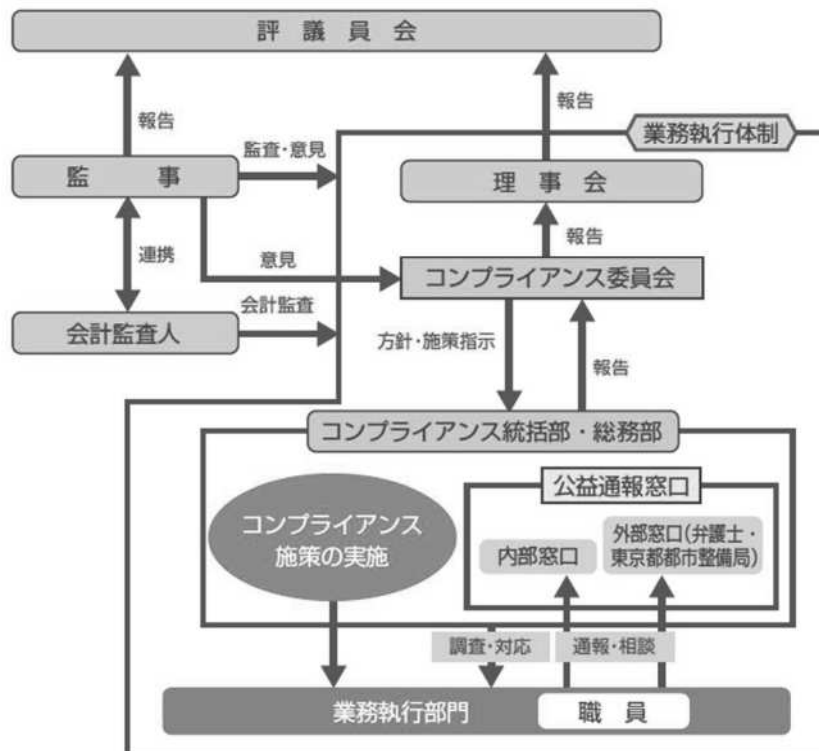 評議員会
報告
報告
業務執行体制
監査・意見
監事
理事会
報告
連携
意見
コンプライアンス委員会
会計監査
会計監査人
方針・施策指示
報告
コンプライアンス統括部・総務部
公益通報窓口
コンプライアンス
施策の実施
内部窓口
外部窓口(弁護士・
東京都都市整備局)
調査・対応
通報・相談
業務執行部門
職員